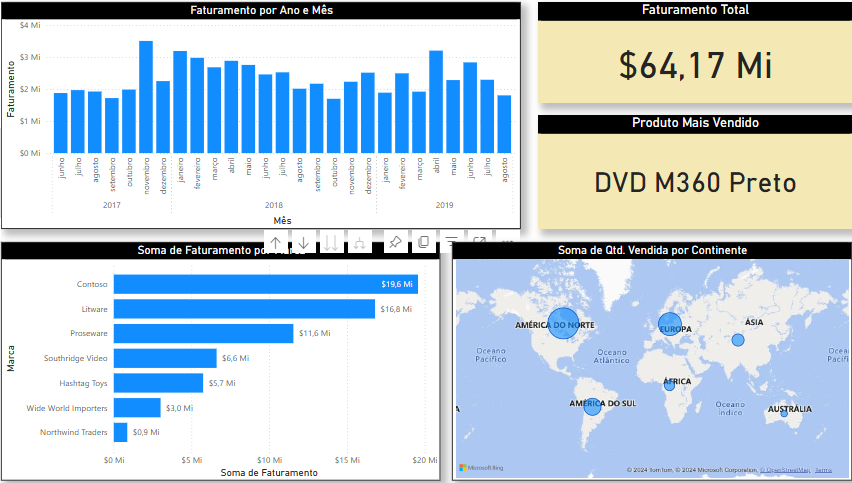 Faturamento por Ano e Mês
$4 Mi
$3 Mi
$2 Mi
$1 Mi
$0 Mi
Faturamento
junho
julho
agosto
setembro
outubro
novembro
dezembro
janeiro
fevereiro
março
abril
maio
junho
julho
agosto
setembro
outubro
novembro
dezembro
janeiro
fevereiro
março
abril
maio
junho
julho
agosto
2017
2018
2019
Mês
Faturamento Total
$64,17 Mi
Produto Mais Vendido
DVD M360 Preto
Soma de Faturamento por Marca
Marca
Contoso $19,6 Mi
Litware $16,8 Mi
Proseware $11,6 Mi
Southridge Video $6,6 Mi
Hashtag Toys $5,7 Mi
Wide World Importers $3,0 Mi
Northwind Traders $0,9 Mi
$0 Mi $5 Mi $10 Mi $15 Mi $20 Mi
Soma de Faturamento
Soma de Qtd. Vendida por Continente
AMÉRICA DO NORTE
EUROPA
ÁSIA
Oceano
Pacífico
Oceano
Atlântico
Oceano
Pacífico
ÁFRICA
AMÉRICA DO SUL
Oceano
Índico
AUSTRÁLIA
Microsoft Bing
© 2024 TomTom, © 2024 Microsoft Corporation, © OpenStreetMap Terms